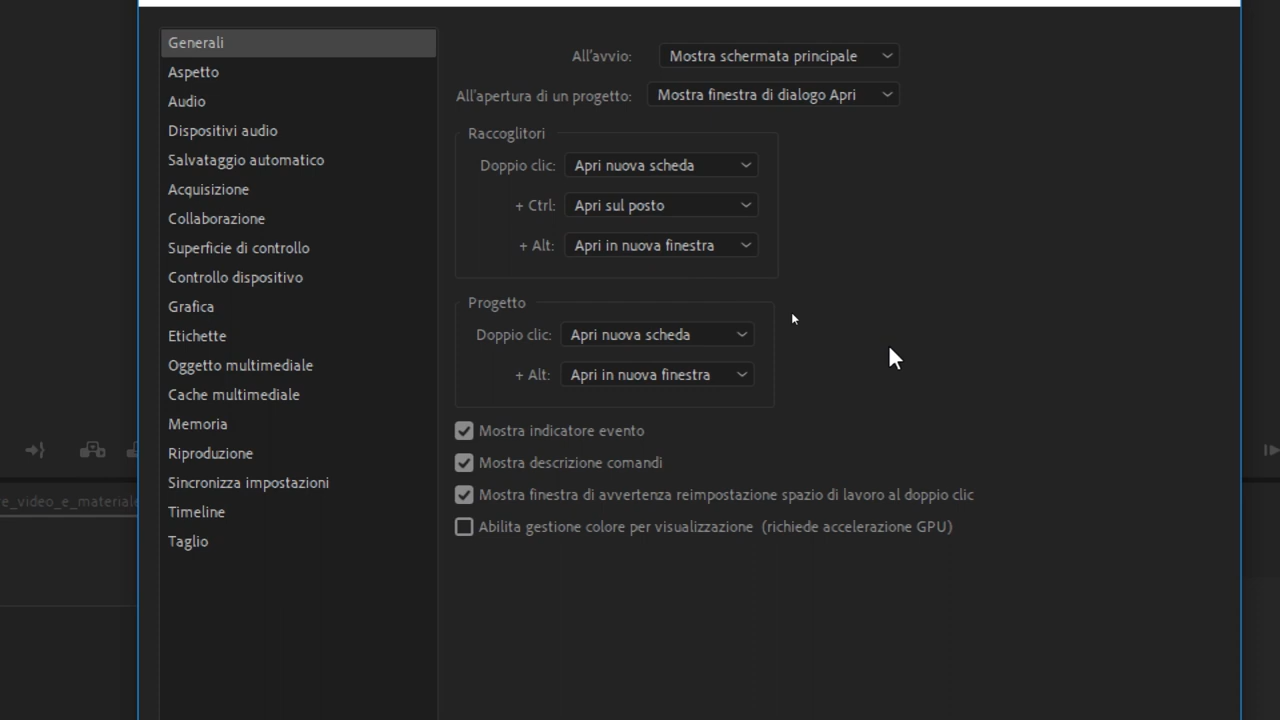 Generali
Aspetto
Audio
Dispositivi audio
Salvataggio automatico
Acquisizione
Collaborazione
Superficie di controllo
Controllo dispositivo
Grafica
Etichette
Oggetto multimediale
Cache multimediale
Memoria
Riproduzione
Sincronizza impostazioni
Timeline
Taglio
All'avvio: Mostra schermata principale
All'apertura di un progetto: Mostra finestra di dialogo Apri
Raccoglitori
Doppio clic: Apri nuova scheda
+ Ctrl: Apri sul posto
+ Alt: Apri in nuova finestra
Progetto
Doppio clic: Apri nuova scheda
+ Alt: Apri in nuova finestra
Mostra indicatore evento
Mostra descrizione comandi
Mostra finestra di avvertenza reimpostazione spazio di lavoro al doppio clic
Abilita gestione colore per visualizzazione (richiede accelerazione GPU)
e_video_e_materiale